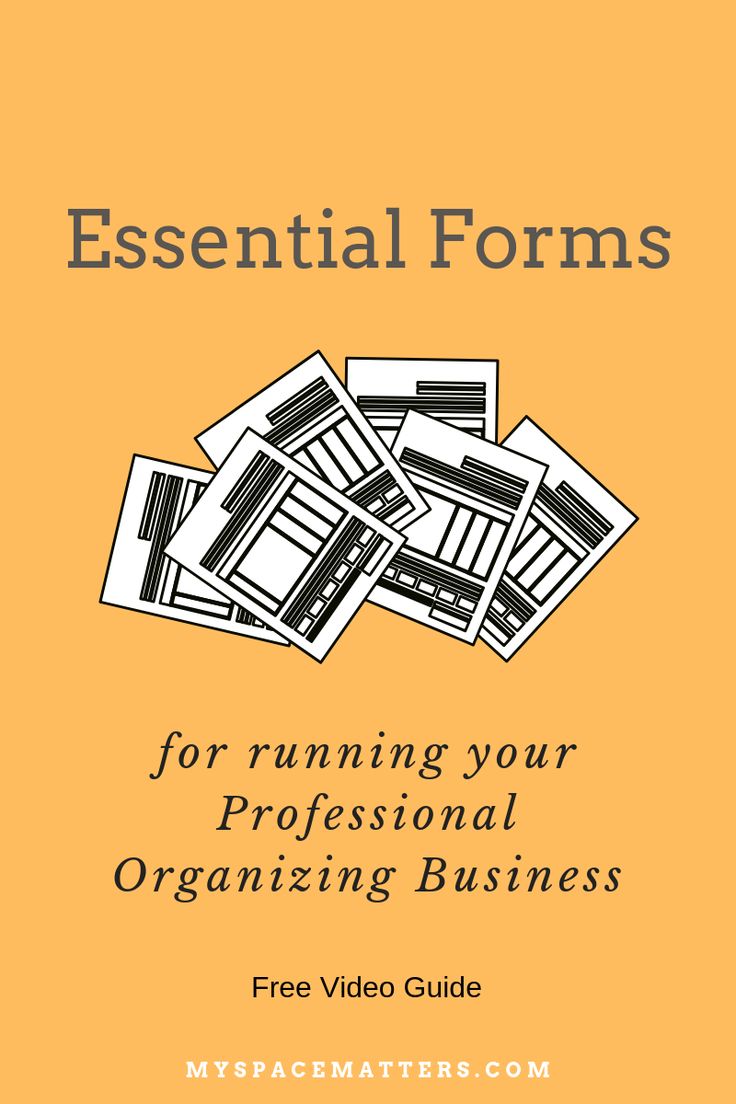 Essential Forms
for running your
Professional
Organizing Business
Free Video Guide
MYSPACEMATTERS.COM